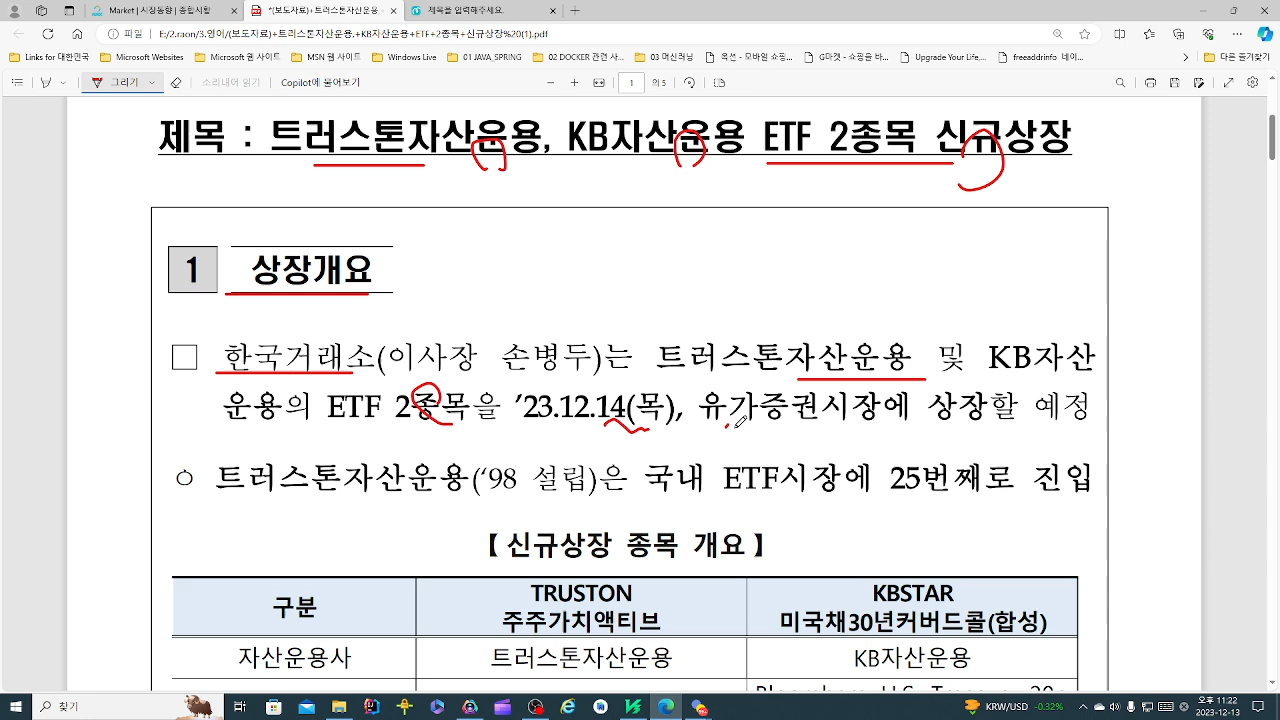 Market | 시장동향 | 종합시황
*(보도자료)+트러스톤자산운용,
제목을 입력해주세요.
파일
E:/2.raon/3.원이/(보도자료)+트러스톤자산운용,+KB자산운용+ETF+2종목+신규상장%20(1).pdf
Links for 대한민국
Microsoft Websites
Microsoft 웹 사이트
MSN 웹 사이트
Windows Live
01 JAVA, SPRING
02 DOCKER 관련 사...
03 머신러닝
옥션 - 모바일 쇼핑...
G마켓 - 쇼핑을 바...
Upgrade Your Life,...
freeaddrinfo 네이...
다른 즐겨찾기
그리기
소리내어 읽기
Copilot에 물어보기
1
의 5
제목 : 트러스톤자산운용, KB자산운용 ETF 2종목 신규상장
1 상장개요
□ 한국거래소(이사장 손병두)는 트러스톤자산운용 및 KB자산
운용의 ETF 2종목을 ’23.12.14(목), 유가증권시장에 상장할 예정
○ 트러스톤자산운용(‘98 설립)은 국내 ETF시장에 25번째로 진입
【 신규상장 종목 개요 】
구분
TRUSTON
주주가치액티브
KBSTAR
미국채30년커버드콜(합성)
자산운용사
트러스톤자산운용
KB자산운용
찾기
KRW/USD -0.32%
오후 11:22
2023-12-13